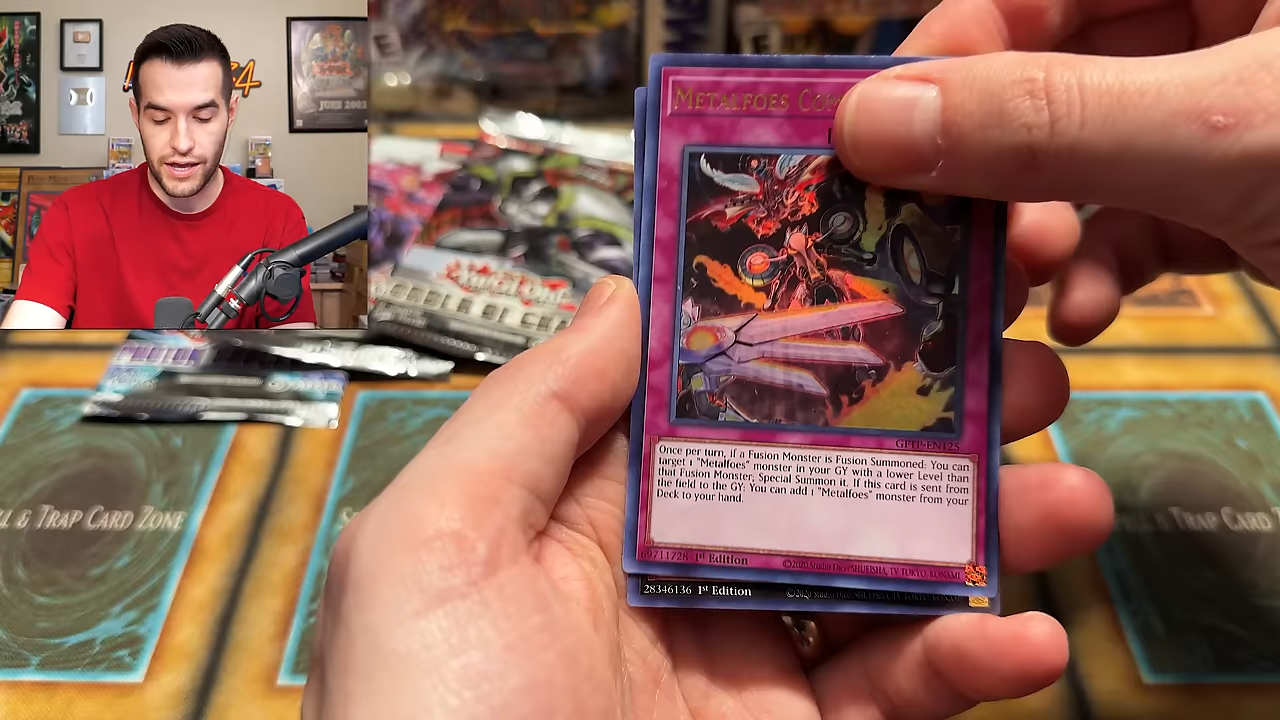 JUNE 2002
METALFOES
GFTP-EN125
Once per turn, if a Fusion Monster is Fusion Summoned: You can
target 1 "Metalfoes" monster in your GY with a lower Level than
that Fusion Monster; Special Summon it. If this card is sent from
the field to the GY: You can add 1 "Metalfoes" monster from your
Deck to your hand.
69711728 1st Edition ©2020 Studio Dice/SHUEISHA, TV TOKYO, KONAMI
28346136 1st Edition
& TRAP CARD ZONE
TRAP CARD